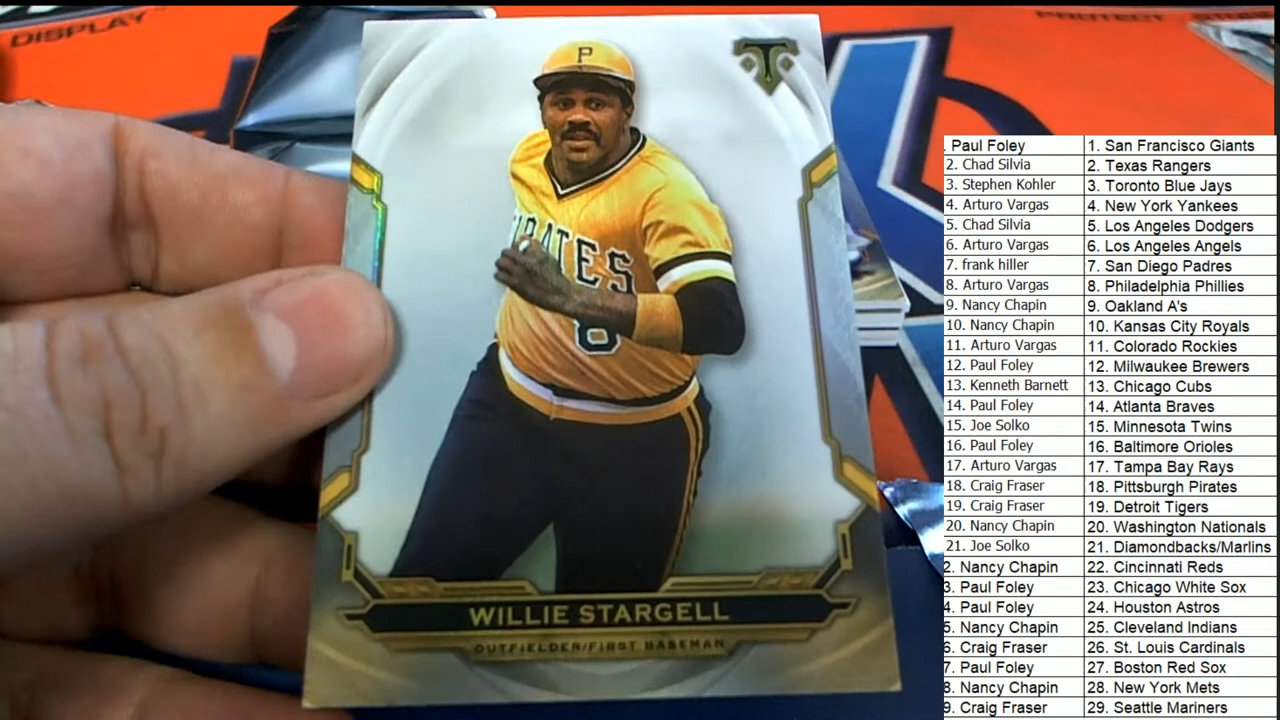 DISPLAY
PROTECT
P
T
PIRATES
8
WILLIE STARGELL
OUTFIELDER/FIRST BASEMAN
. Paul Foley 1. San Francisco Giants
2. Chad Silvia 2. Texas Rangers
3. Stephen Kohler 3. Toronto Blue Jays
4. Arturo Vargas 4. New York Yankees
5. Chad Silvia 5. Los Angeles Dodgers
6. Arturo Vargas 6. Los Angeles Angels
7. frank hiller 7. San Diego Padres
8. Arturo Vargas 8. Philadelphia Phillies
9. Nancy Chapin 9. Oakland A's
10. Nancy Chapin 10. Kansas City Royals
11. Arturo Vargas 11. Colorado Rockies
12. Paul Foley 12. Milwaukee Brewers
13. Kenneth Barnett 13. Chicago Cubs
14. Paul Foley 14. Atlanta Braves
15. Joe Solko 15. Minnesota Twins
16. Paul Foley 16. Baltimore Orioles
17. Arturo Vargas 17. Tampa Bay Rays
18. Craig Fraser 18. Pittsburgh Pirates
19. Craig Fraser 19. Detroit Tigers
20. Nancy Chapin 20. Washington Nationals
21. Joe Solko 21. Diamondbacks/Marlins
2. Nancy Chapin 22. Cincinnati Reds
3. Paul Foley 23. Chicago White Sox
4. Paul Foley 24. Houston Astros
5. Nancy Chapin 25. Cleveland Indians
6. Craig Fraser 26. St. Louis Cardinals
7. Paul Foley 27. Boston Red Sox
8. Nancy Chapin 28. New York Mets
9. Craig Fraser 29. Seattle Mariners